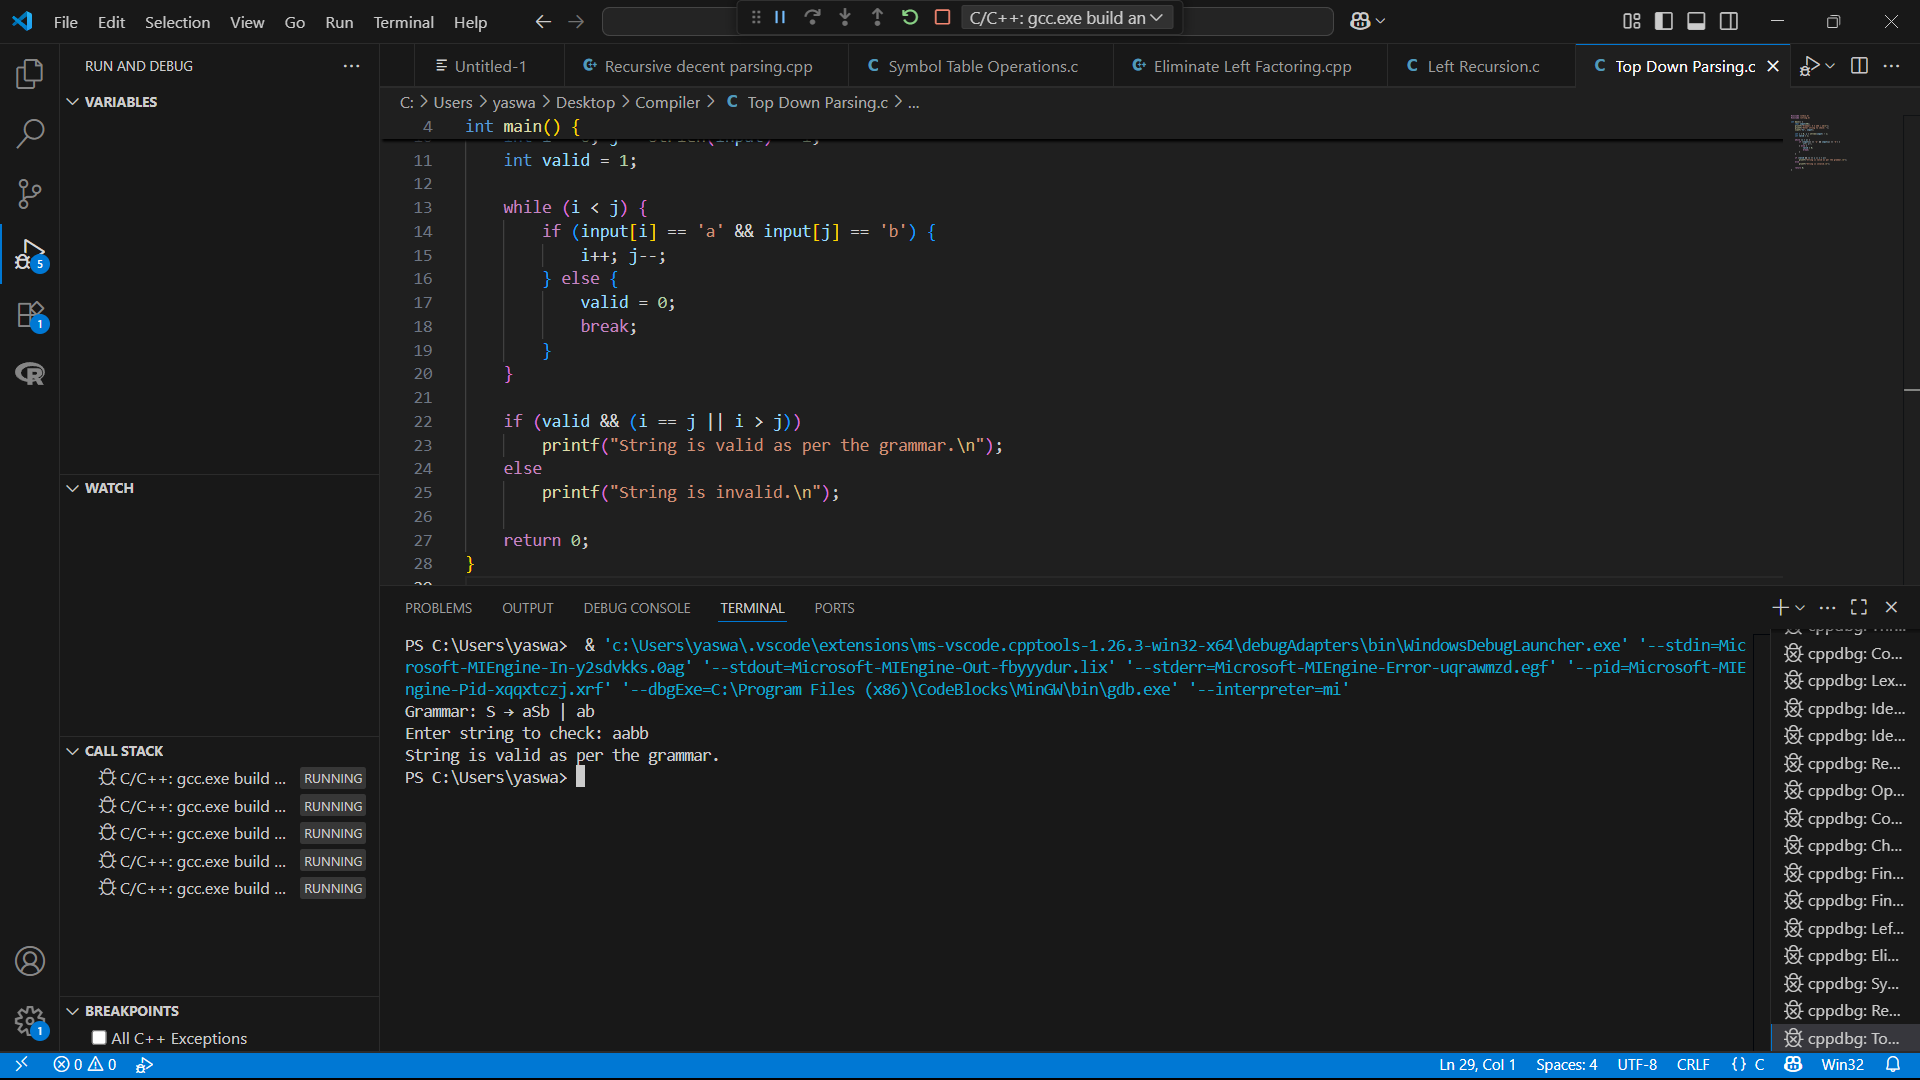 File Edit Selection View Go Run Terminal Help
C/C++: gcc.exe build an
RUN AND DEBUG
Untitled-1
Recursive decent parsing.cpp
Symbol Table Operations.c
Eliminate Left Factoring.cpp
Left Recursion.c
Top Down Parsing.c
VARIABLES
C: > Users > yaswa > Desktop > Compiler > C Top Down Parsing.c > ...
4 int main() {
11 int valid = 1;
12
13 while (i < j) {
14 if (input[i] == 'a' && input[j] == 'b') {
15 i++; j--;
16 } else {
17 valid = 0;
18 break;
19 }
20 }
21
22 if (valid && (i == j || i > j))
23 printf("String is valid as per the grammar.\n");
24 else
25 printf("String is invalid.\n");
26
27 return 0;
28 }
5
1
WATCH
CALL STACK
C/C++: gcc.exe build ... RUNNING
C/C++: gcc.exe build ... RUNNING
C/C++: gcc.exe build ... RUNNING
C/C++: gcc.exe build ... RUNNING
C/C++: gcc.exe build ... RUNNING
BREAKPOINTS
All C++ Exceptions
1
PROBLEMS OUTPUT DEBUG CONSOLE TERMINAL PORTS
PS C:\Users\yaswa> & 'c:\Users\yaswa\.vscode\extensions\ms-vscode.cpptools-1.26.3-win32-x64\debugAdapters\bin\WindowsDebugLauncher.exe' '--stdin=Mic
rosoft-MIEngine-In-y2sdvkks.0ag' '--stdout=Microsoft-MIEngine-Out-fbyyydur.lix' '--stderr=Microsoft-MIEngine-Error-uqrawmzd.egf' '--pid=Microsoft-MIE
ngine-Pid-xqqxtczj.xrf' '--dbgExe=C:\Program Files (x86)\CodeBlocks\MinGW\bin\gdb.exe' '--interpreter=mi'
Grammar: S → aSb | ab
Enter string to check: aabb
String is valid as per the grammar.
PS C:\Users\yaswa>
cppdbg: Co...
cppdbg: Lex...
cppdbg: Ide...
cppdbg: Ide...
cppdbg: Re...
cppdbg: Op...
cppdbg: Co...
cppdbg: Ch...
cppdbg: Fin...
cppdbg: Fin...
cppdbg: Lef...
cppdbg: Eli...
cppdbg: Sy...
cppdbg: Re...
cppdbg: To...
0 0
Ln 29, Col 1 Spaces: 4 UTF-8 CRLF {} C Win32